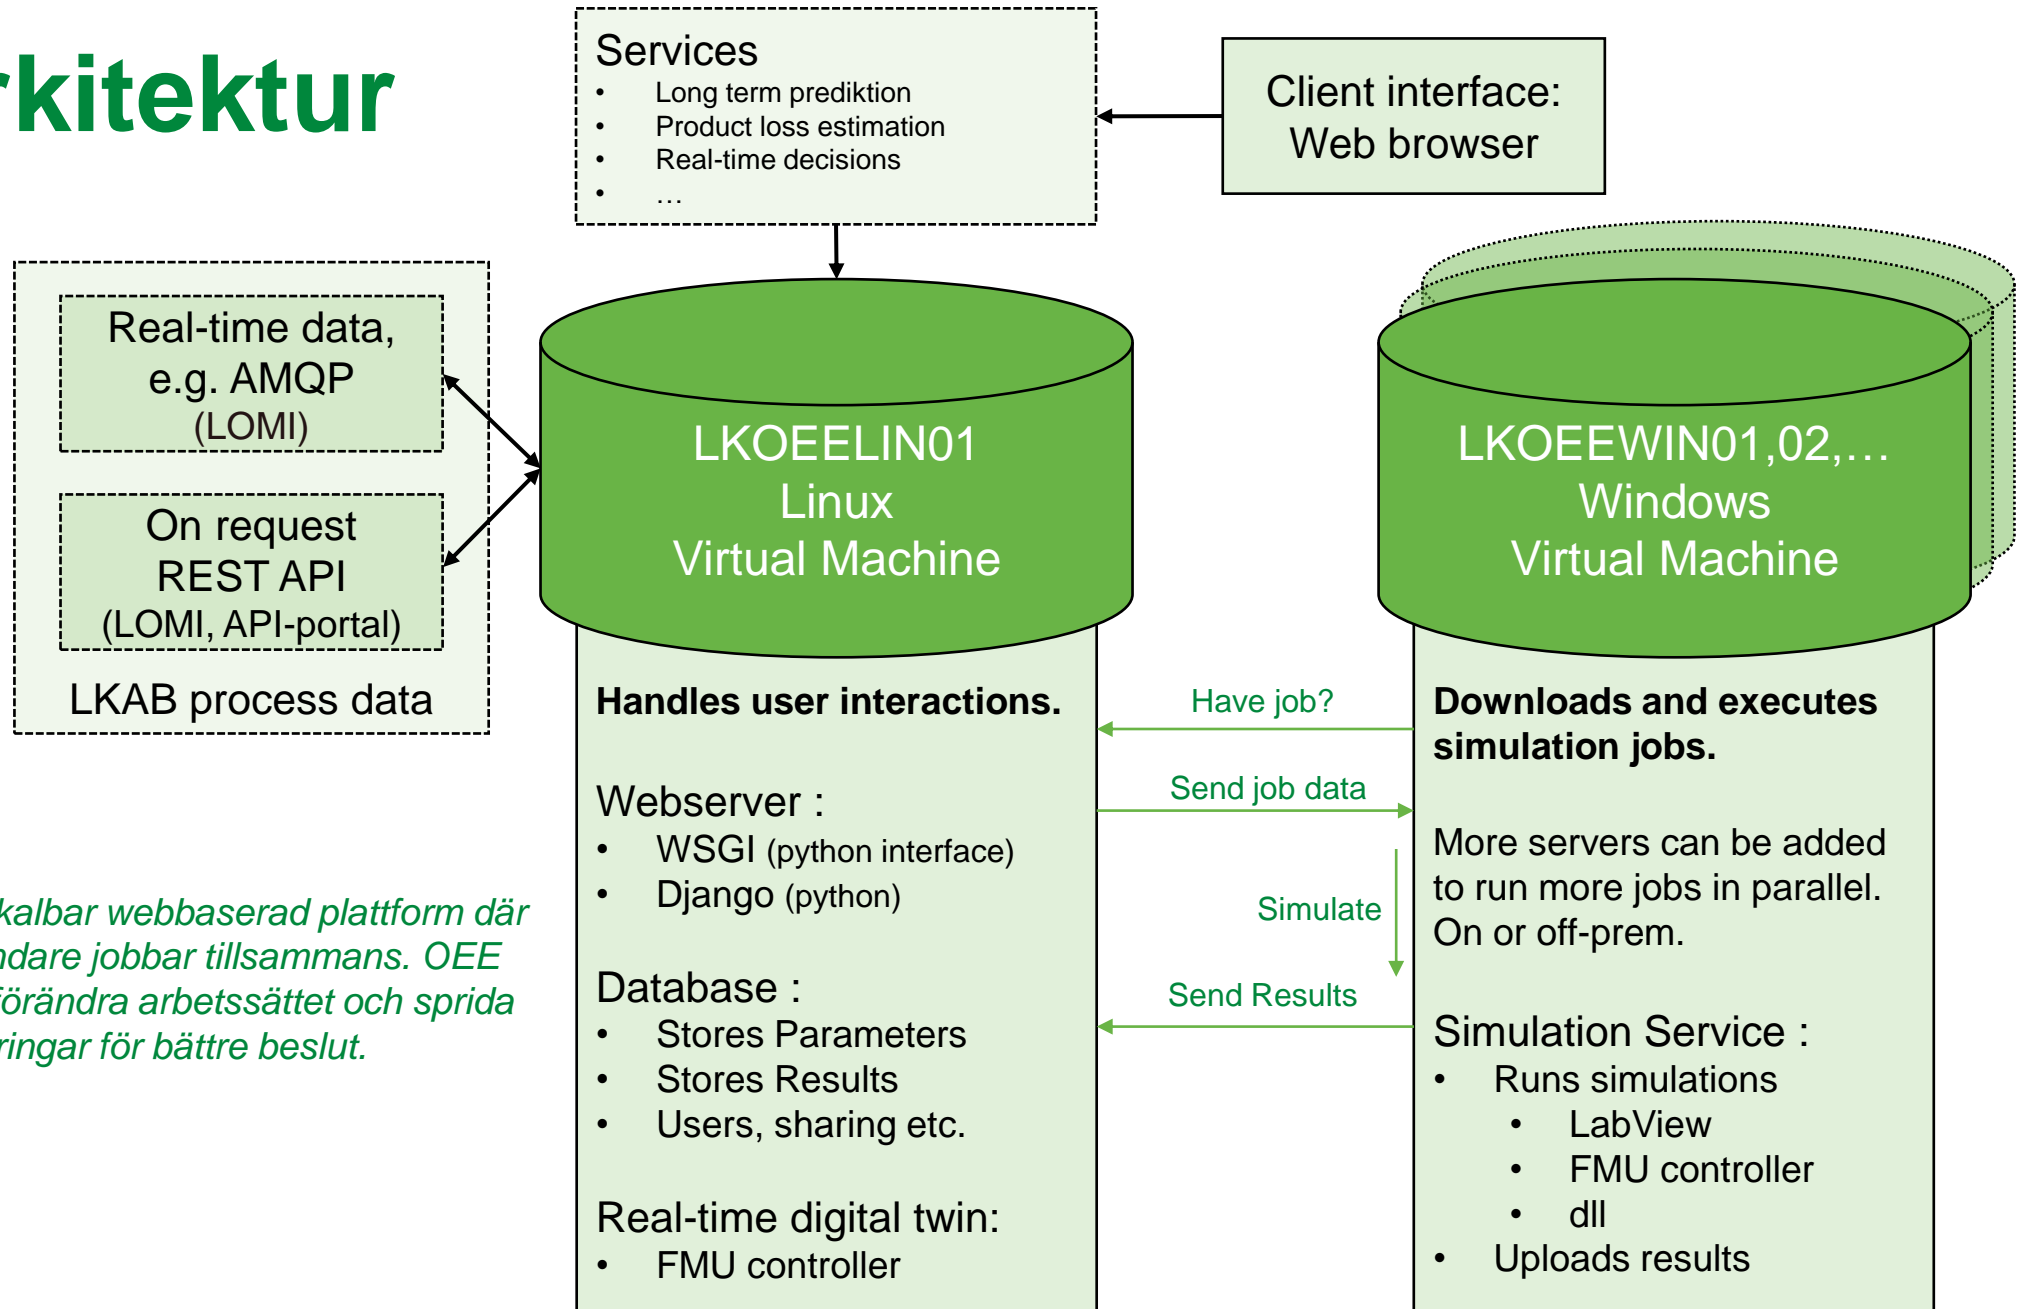 rkitektur
Services
• Long term prediktion
• Product loss estimation
• Real-time decisions
• …
Client interface:
Web browser
Real-time data,
e.g. AMQP
(LOMI)
On request
REST API
(LOMI, API-portal)
LKAB process data
LKOEELIN01
Linux
Virtual Machine
LKOEEWIN01,02,…
Windows
Virtual Machine
Handles user interactions.
Webserver :
• WSGI (python interface)
• Django (python)
Database :
• Stores Parameters
• Stores Results
• Users, sharing etc.
Real-time digital twin:
• FMU controller
Have job?
Send job data
Simulate
Send Results
Downloads and executes
simulation jobs.
More servers can be added
to run more jobs in parallel.
On or off-prem.
Simulation Service :
• Runs simulations
• LabView
• FMU controller
• dll
• Uploads results
kalbar webbaserad plattform där
ndare jobbar tillsammans. OEE
förändra arbetssättet och sprida
ringar för bättre beslut.